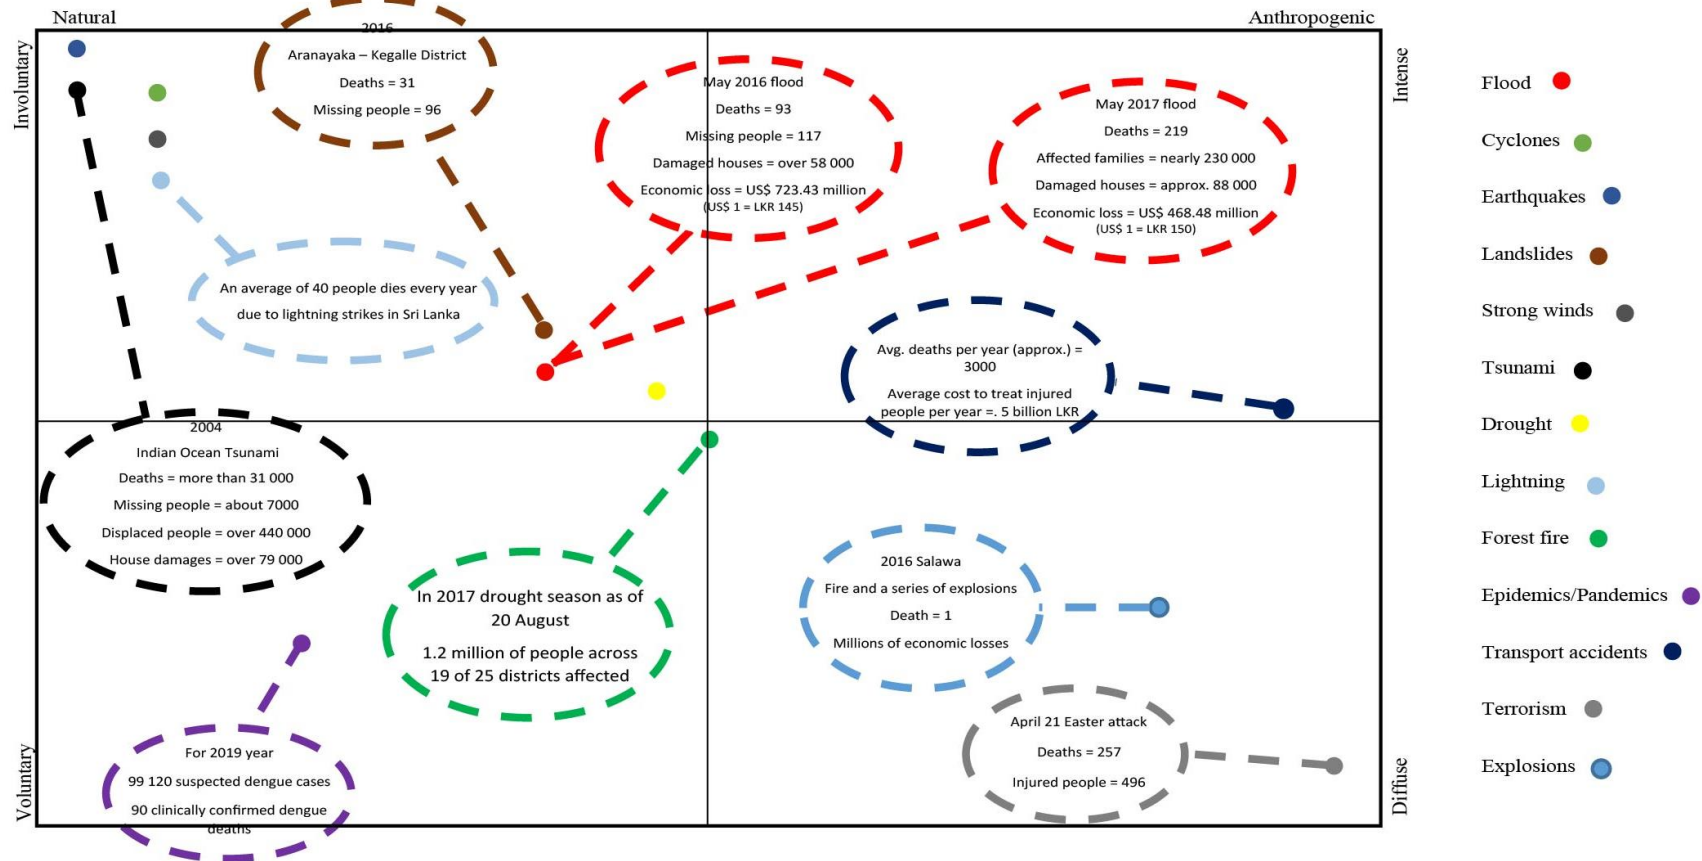 Natural
Anthropogenic
Involuntary
Intense
2016
Aranayaka – Kegalle District
Deaths = 31
Missing people = 96
May 2016 flood
Deaths = 93
Missing people = 117
Damaged houses = over 58 000
Economic loss = US$ 723.43 million
(US$ 1 = LKR 145)
May 2017 flood
Deaths = 219
Affected families = nearly 230 000
Damaged houses = approx. 88 000
Economic loss = US$ 468.48 million
(US$ 1 = LKR 150)
An average of 40 people dies every year
due to lightning strikes in Sri Lanka
Avg. deaths per year (approx.) =
3000
Average cost to treat injured
people per year =. 5 billion LKR
2004
Indian Ocean Tsunami
Deaths = more than 31 000
Missing people = about 7000
Displaced people = over 440 000
House damages = over 79 000
In 2017 drought season as of
20 August
1.2 million of people across
19 of 25 districts affected
2016 Salawa
Fire and a series of explosions
Death = 1
Millions of economic losses
April 21 Easter attack
Deaths = 257
Injured people = 496
For 2019 year
99 120 suspected dengue cases
90 clinically confirmed dengue
deaths
Voluntary
Diffuse
Flood
Cyclones
Earthquakes
Landslides
Strong winds
Tsunami
Drought
Lightning
Forest fire
Epidemics/Pandemics
Transport accidents
Terrorism
Explosions